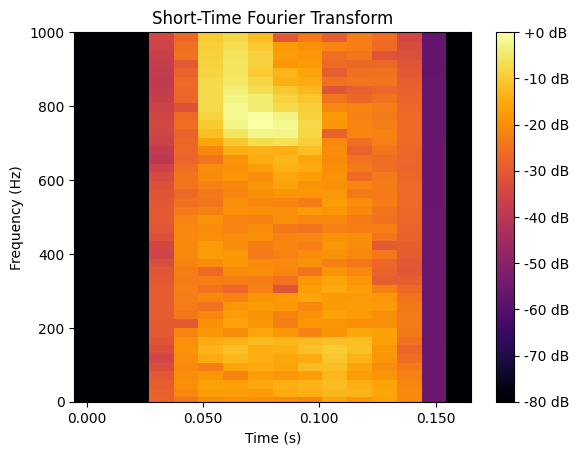 Short-Time Fourier Transform
1000
800
600
400
200
0
Frequency (Hz)
0.000
0.050
0.100
0.150
Time (s)
+0 dB
-10 dB
-20 dB
-30 dB
-40 dB
-50 dB
-60 dB
-70 dB
-80 dB